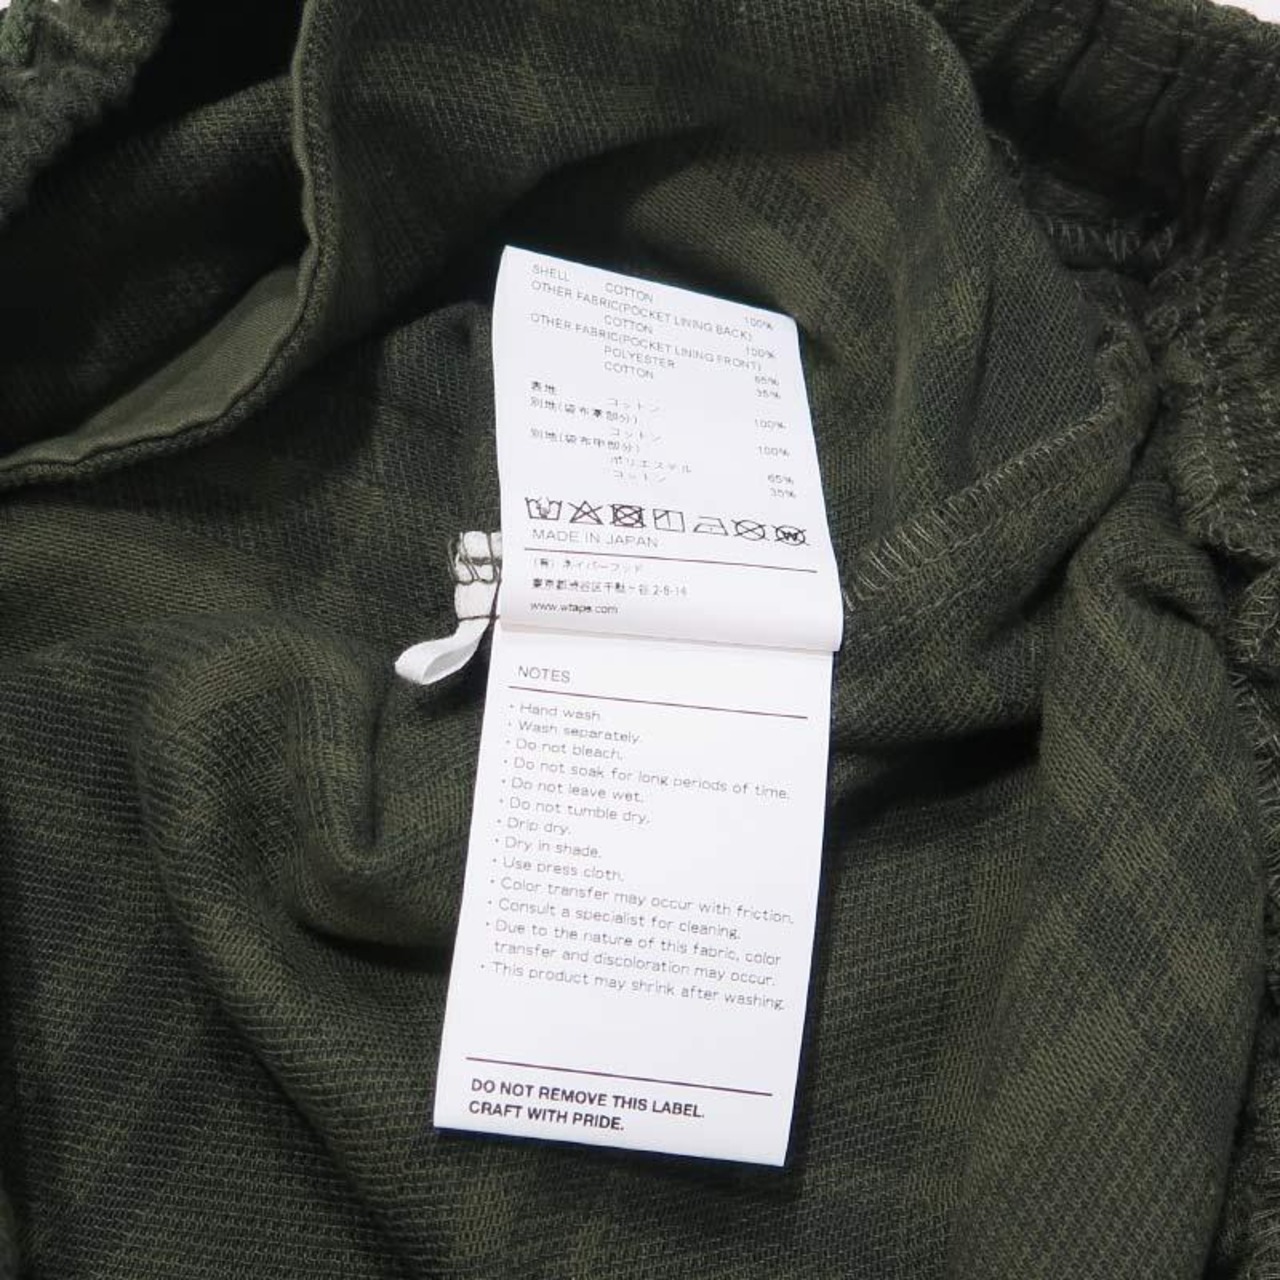 SHELL
COTTON 100%
OTHER FABRIC(POCKET LINING BACK)
COTTON 100%
OTHER FABRIC(POCKET LINING FRONT)
POLYESTER 65%
COTTON 35%
表地
コットン 100%
別地(袋布裏部分)
コットン 100%
別地(袋布中部分)
ポリエステル 65%
コットン 35%
MADE IN JAPAN
(有) ネイバーフッド
東京都渋谷区千駄ヶ谷 2-8-14
www.wtaps.com
NOTES
・Hand wash.
・Wash separately.
・Do not bleach.
・Do not soak for long periods of time.
・Do not leave wet.
・Do not tumble dry.
・Drip dry.
・Dry in shade.
・Use press cloth.
・Color transfer may occur with friction.
・Consult a specialist for cleaning.
・Due to the nature of this fabric, color
transfer and discoloration may occur.
・This product may shrink after washing.
DO NOT REMOVE THIS LABEL.
CRAFT WITH PRIDE.